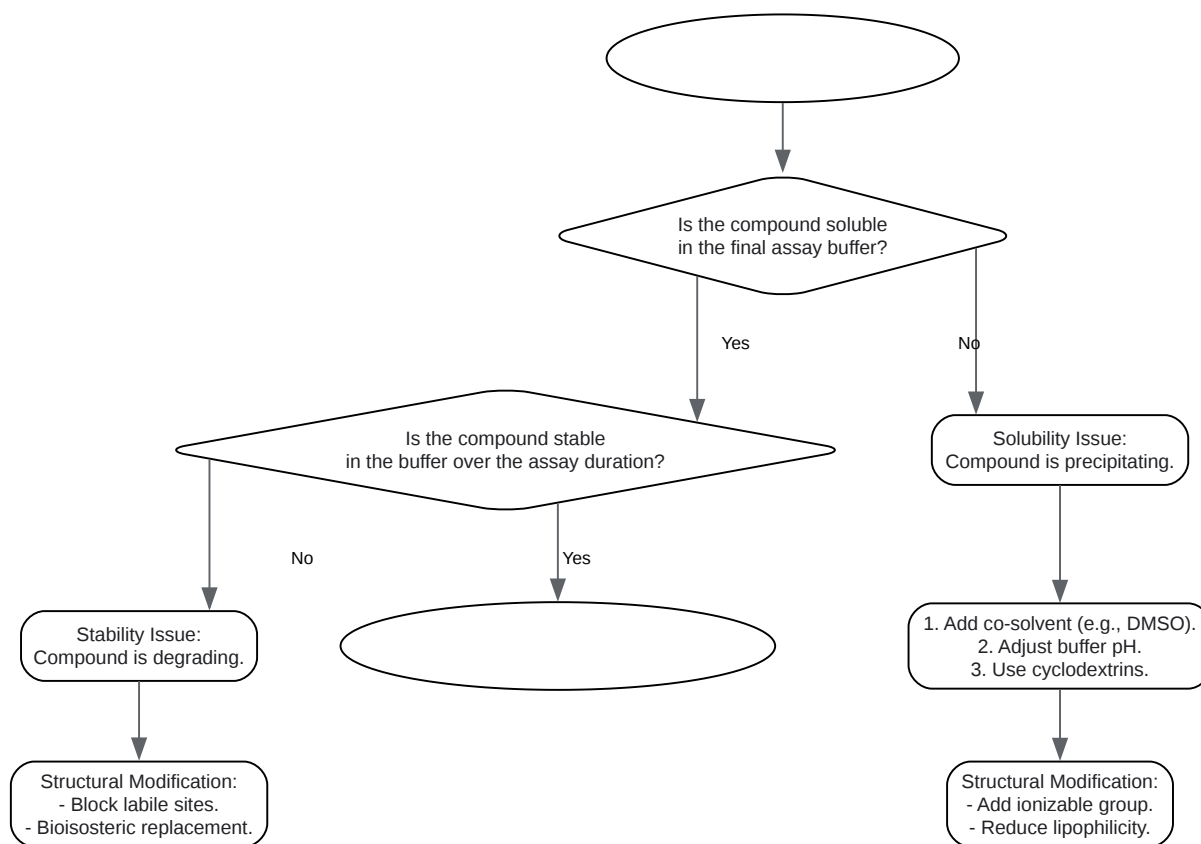 Is the compound soluble
in the final assay buffer?
Yes
No
Is the compound stable
in the buffer over the assay duration?
Solubility Issue:
Compound is precipitating.
No
Yes
Stability Issue:
Compound is degrading.
1. Add co-solvent (e.g., DMSO).
2. Adjust buffer pH.
3. Use cyclodextrins.
Structural Modification:
- Block labile sites.
- Bioisosteric replacement.
Structural Modification:
- Add ionizable group.
- Reduce lipophilicity.